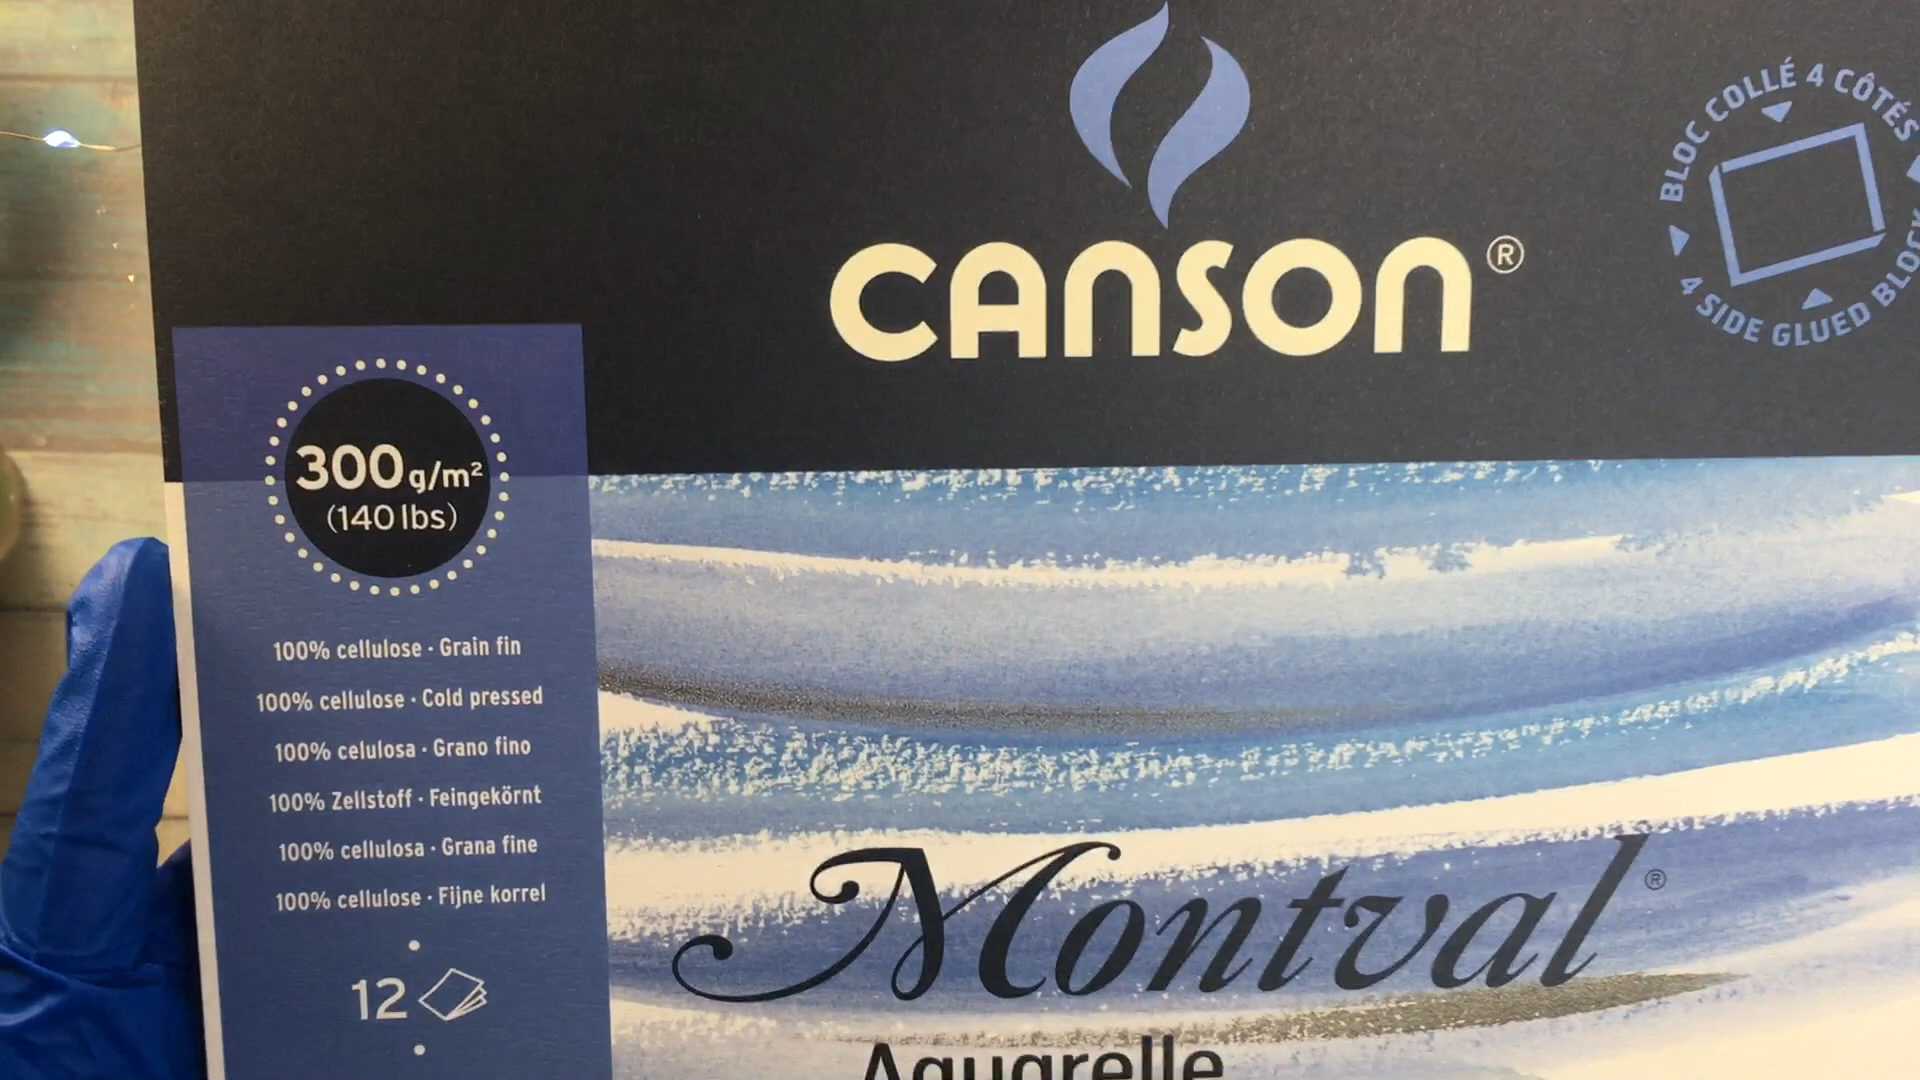 CANSON®
BLOC COLLÉ 4 CÔTÉS
4 SIDE GLUED BLOCK
300g/m²
(140 lbs)
100% cellulose · Grain fin
100% cellulose · Cold pressed
100% celulosa · Grano fino
100% Zellstoff · Feingekörnt
100% cellulosa · Grana fine
100% cellulose · Fijne korrel
12
Montval®
Aquarelle